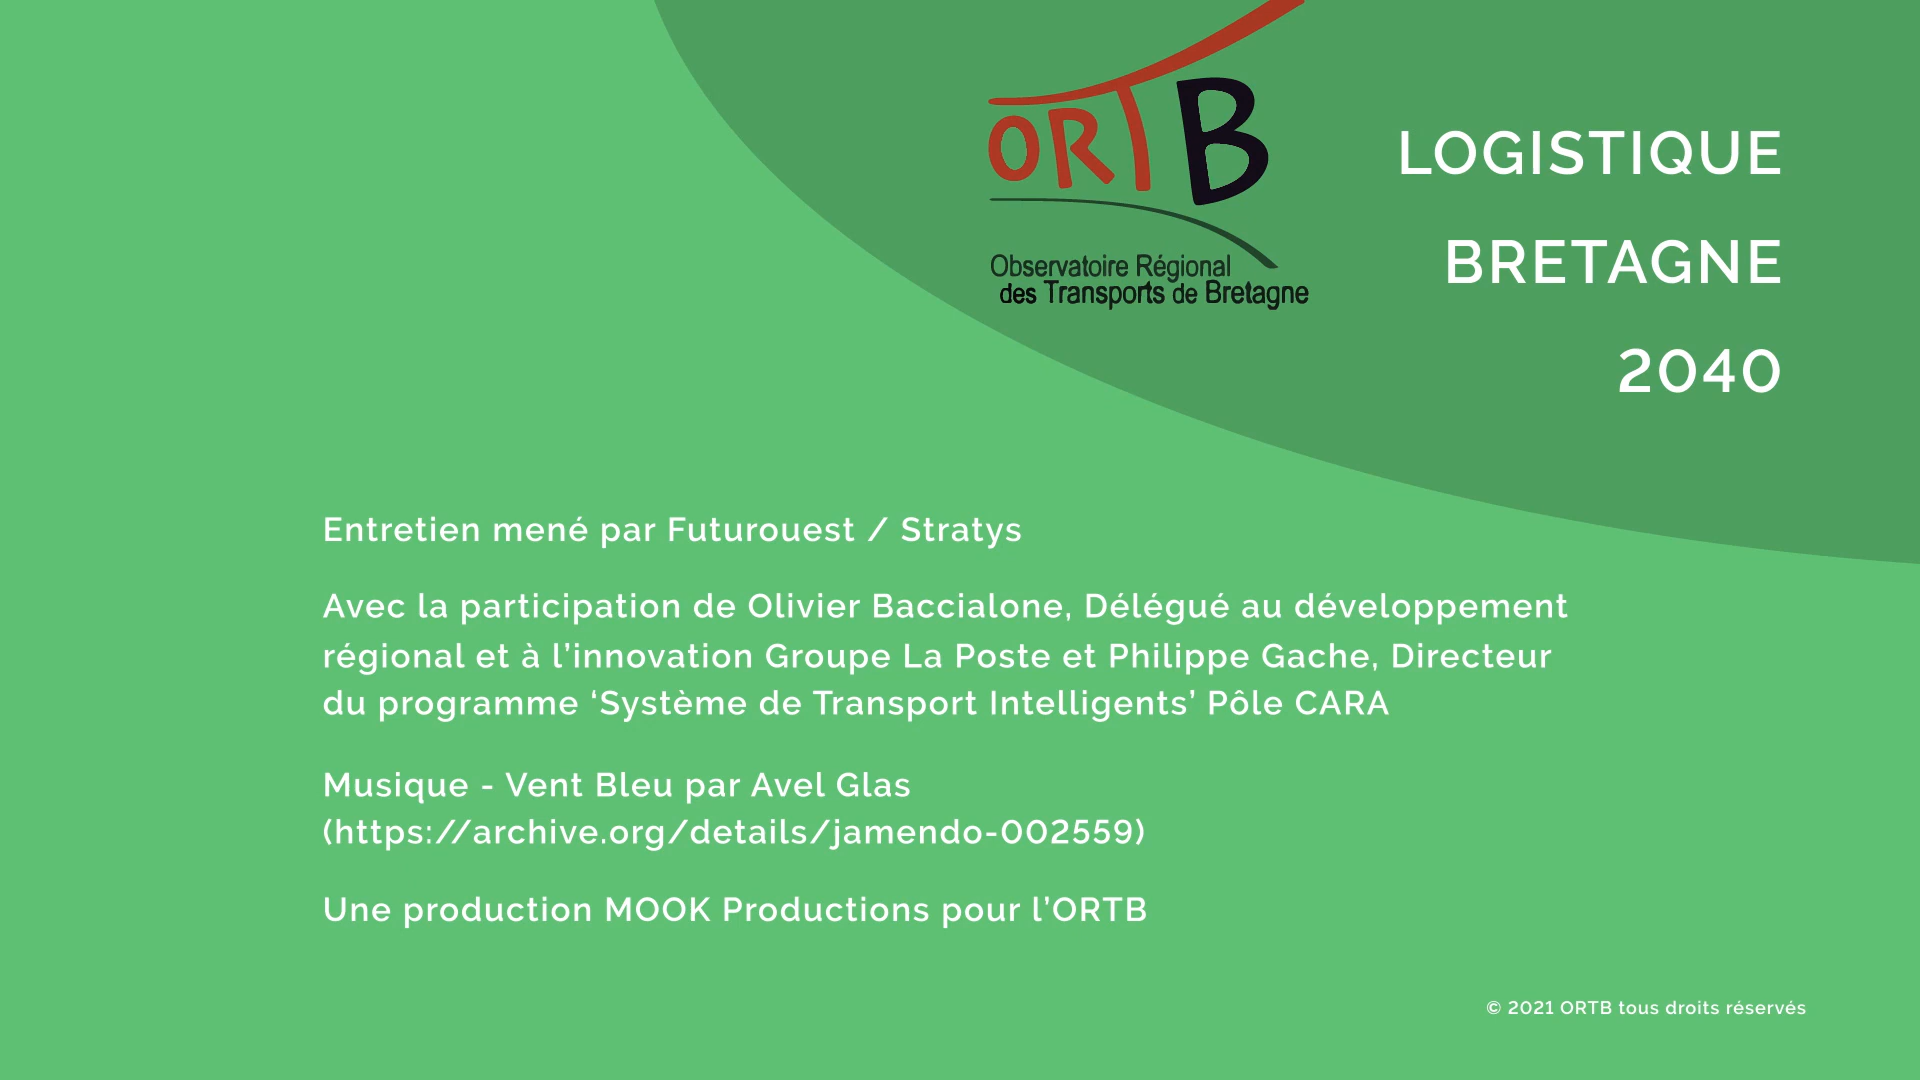 ORTB
Observatoire Régional
des Transports de Bretagne
LOGISTIQUE
BRETAGNE
2040
Entretien mené par Futurouest / Stratys
Avec la participation de Olivier Baccialone, Délégué au développement
régional et à l’innovation Groupe La Poste et Philippe Gache, Directeur
du programme ‘Système de Transport Intelligents’ Pôle CARA
Musique - Vent Bleu par Avel Glas
(https://archive.org/details/jamendo-002559)
Une production MOOK Productions pour l’ORTB
© 2021 ORTB tous droits réservés